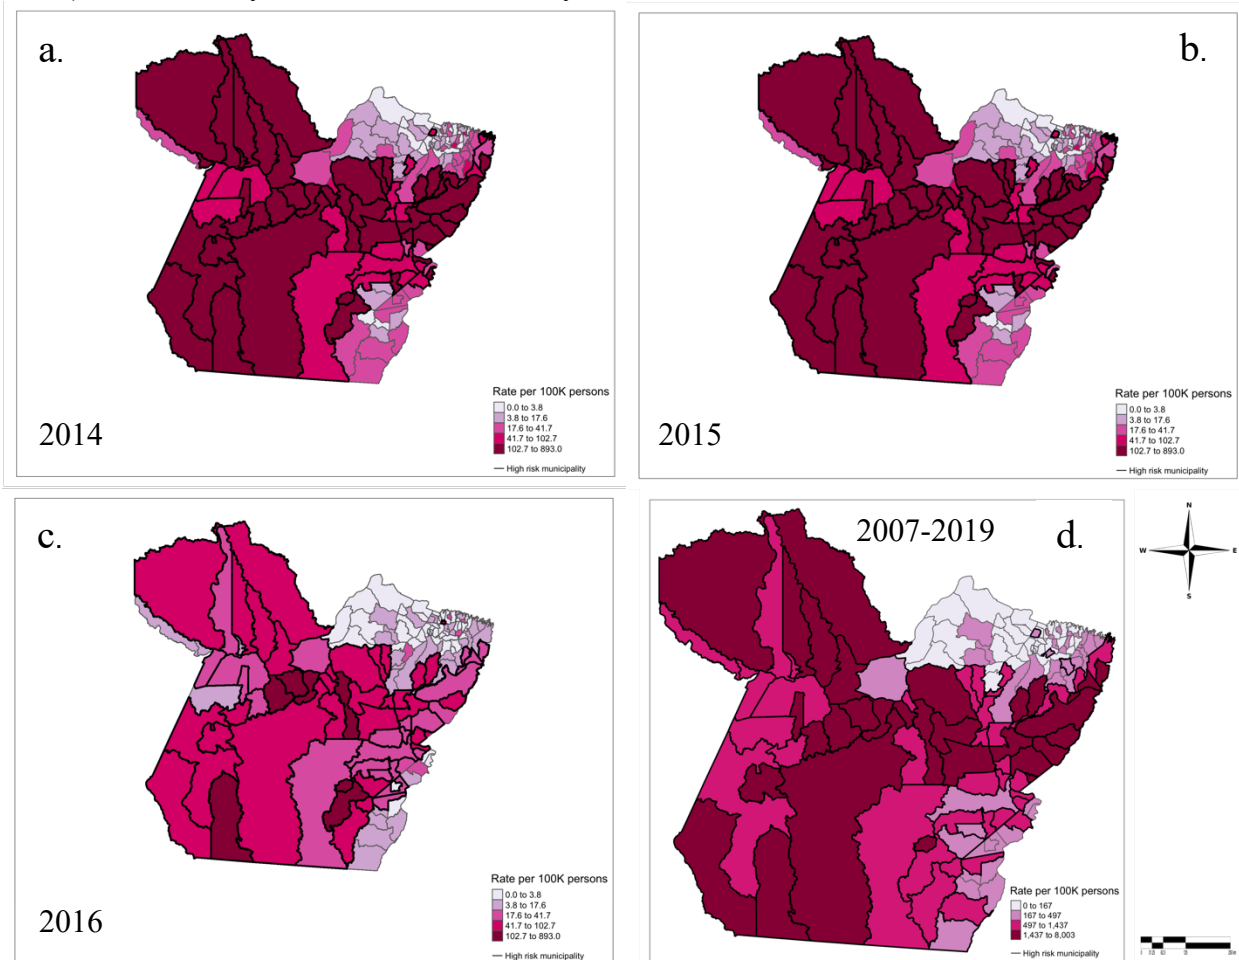 a.
b.
Rate per 100K persons
0.0 to 3.8
3.8 to 17.6
17.6 to 41.7
41.7 to 102.7
102.7 to 893.0
High risk municipality
2014
Rate per 100K persons
0.0 to 3.8
3.8 to 17.6
17.6 to 41.7
41.7 to 102.7
102.7 to 893.0
High risk municipality
2015
c.
2007-2019
d.
N
W
E
S
Rate per 100K persons
0.0 to 3.8
3.8 to 17.6
17.6 to 41.7
41.7 to 102.7
102.7 to 893.0
High risk municipality
2016
Rate per 100K persons
0 to 167
167 to 497
497 to 1,437
1,437 to 8,003
High risk municipality